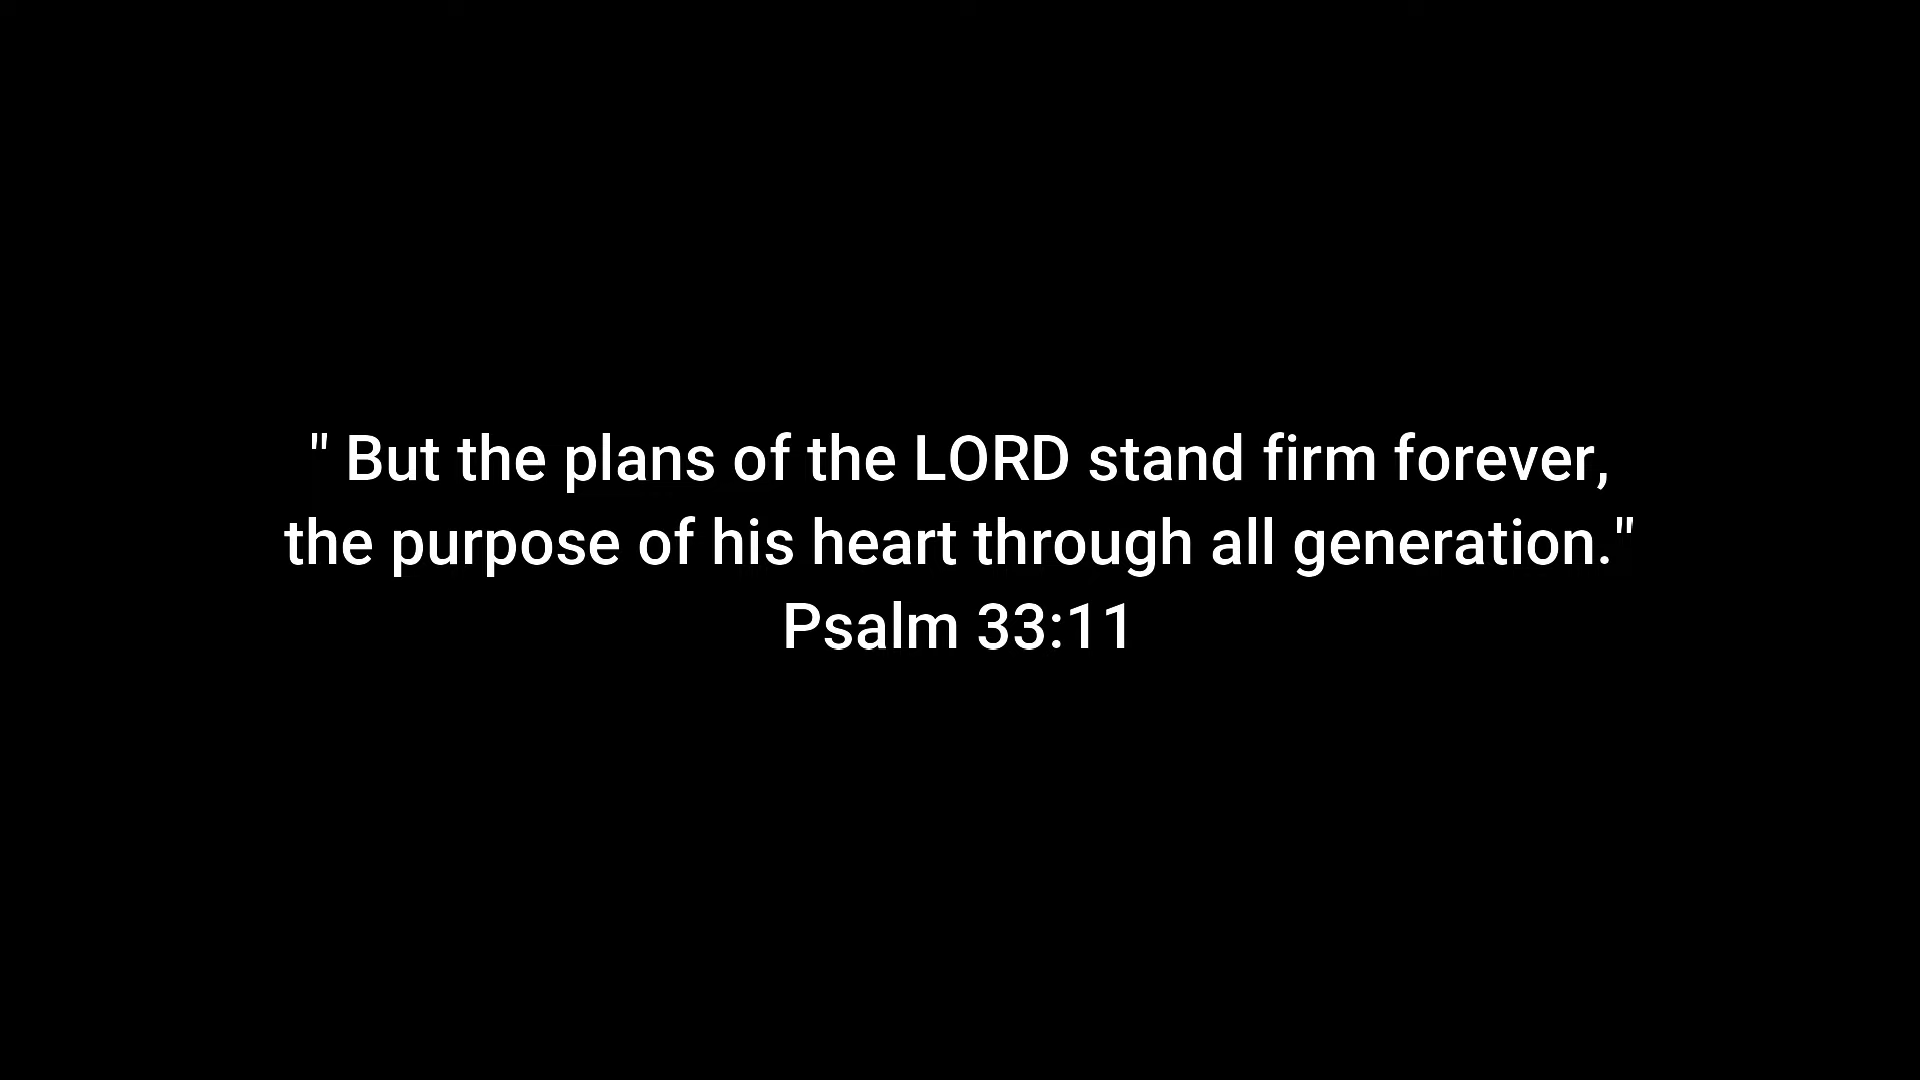 " But the plans of the LORD stand firm forever,
the purpose of his heart through all generation."
Psalm 33:11